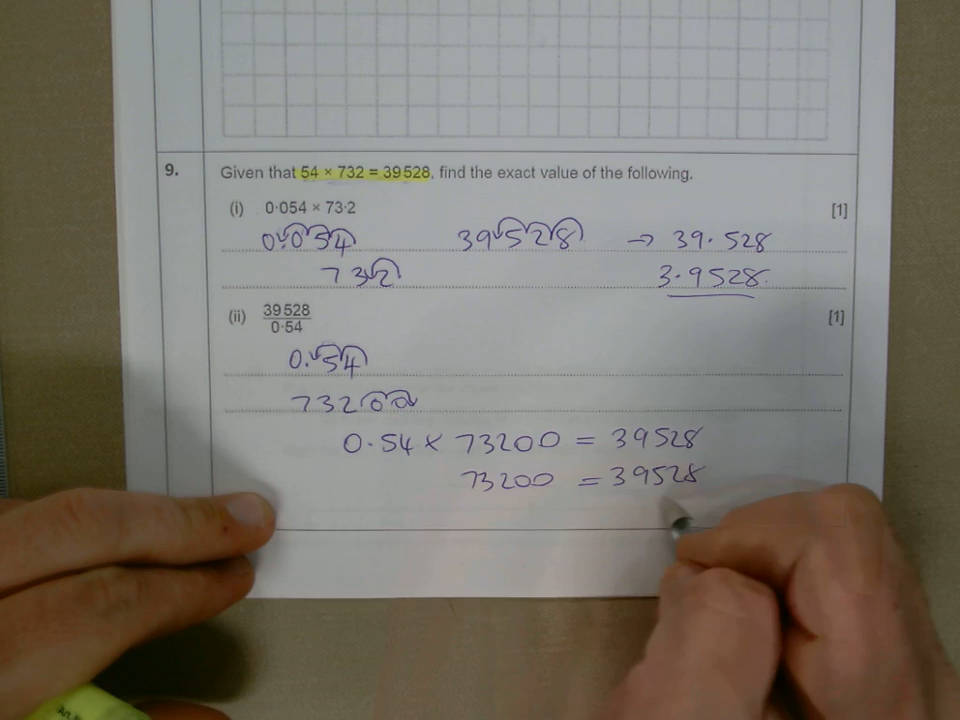 9. Given that 54 × 732 = 39528, find the exact value of the following.
(i) 0·054 × 73·2 [1]
0.054 39528 → 39.528
732 3.9528
(ii) 39528 / 0·54 [1]
0.54
73200
0.54 × 73200 = 39528
73200 = 39528